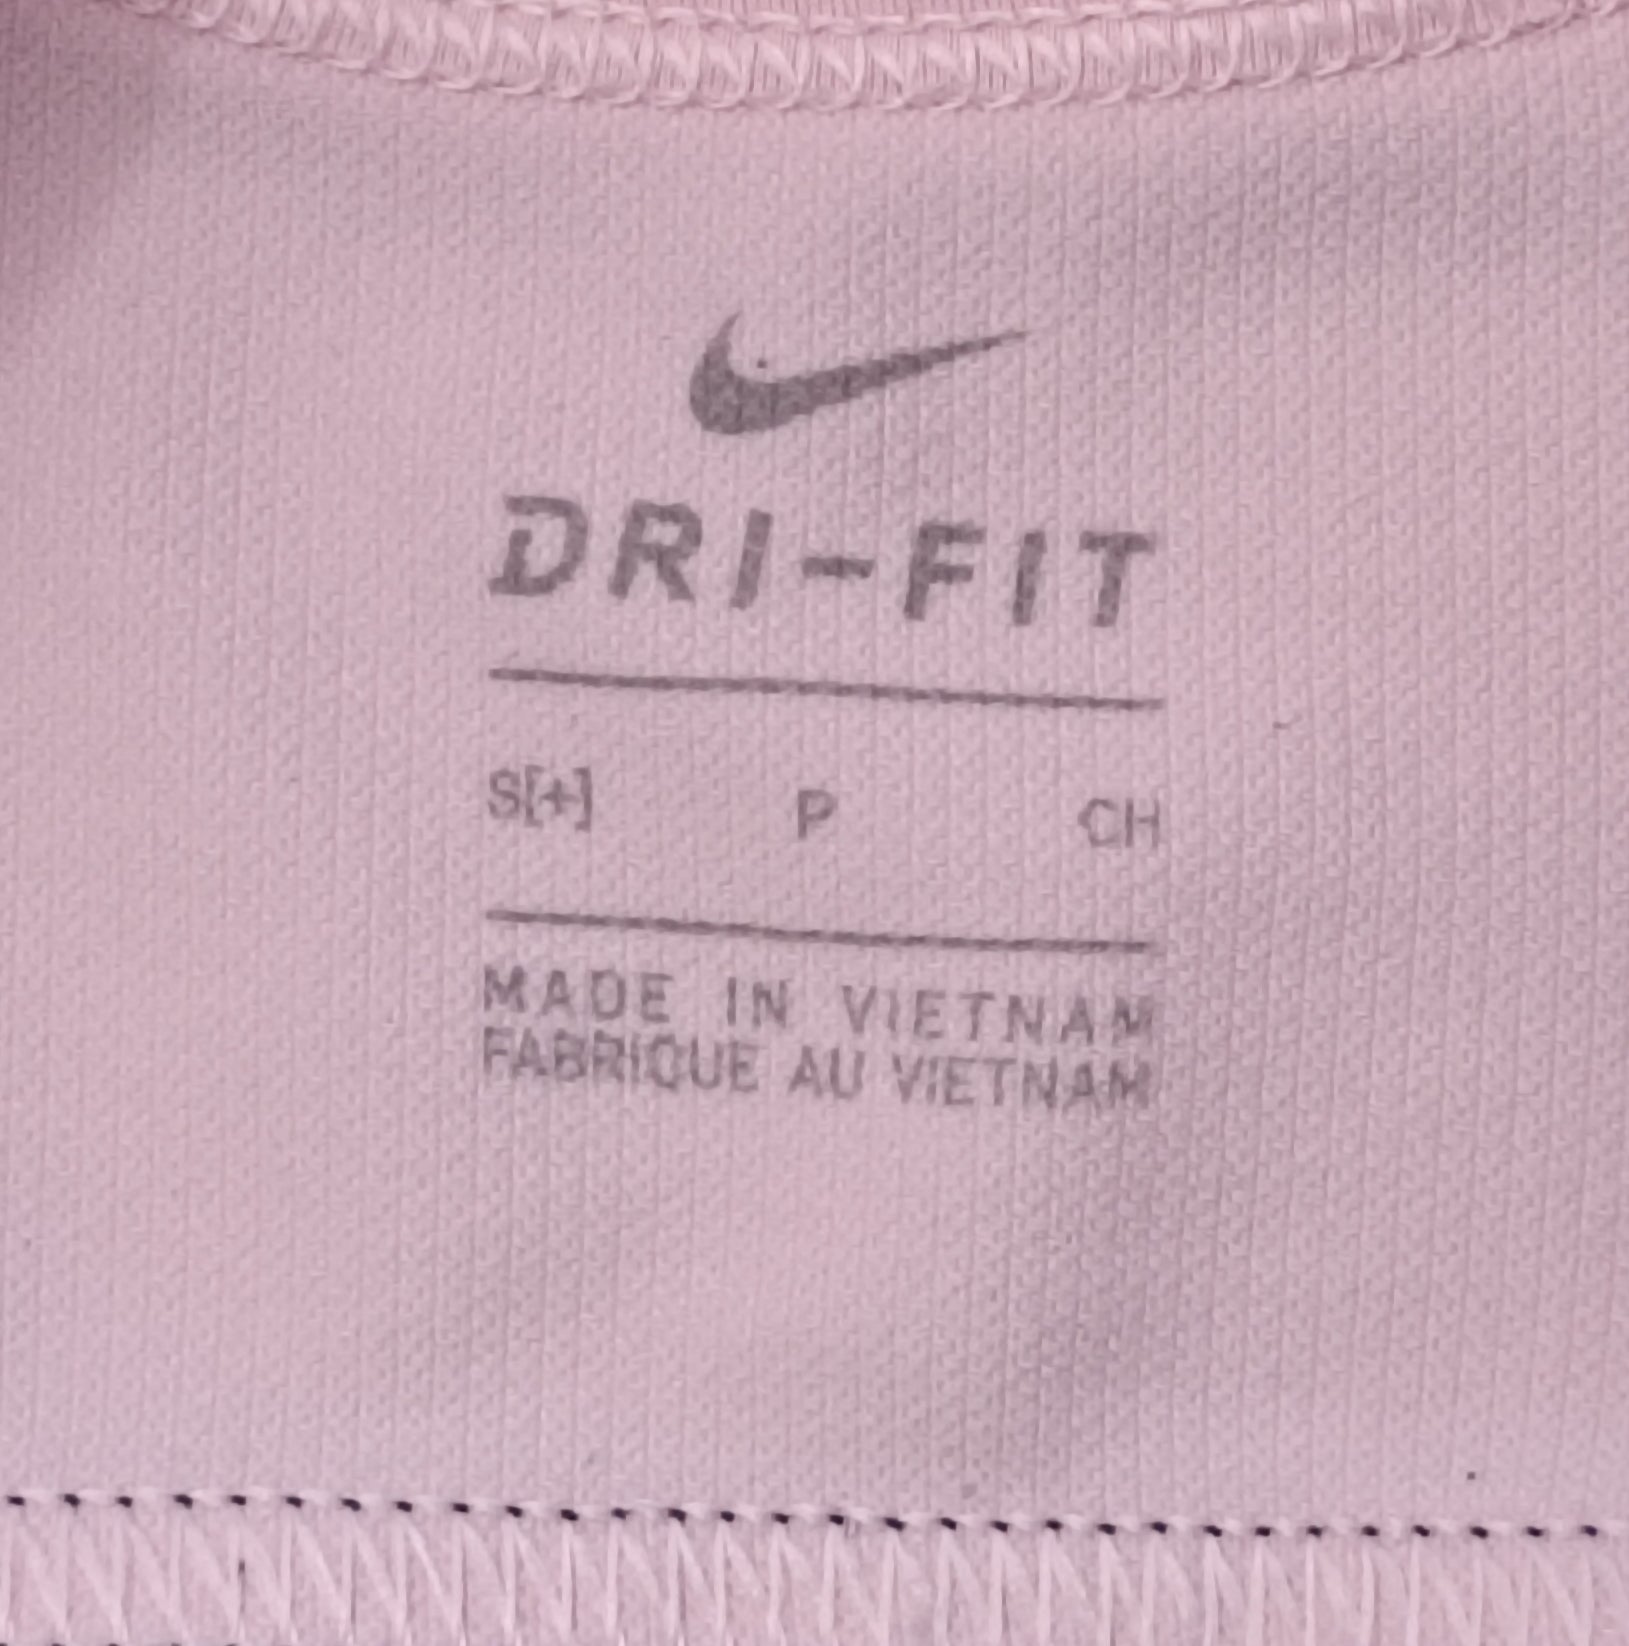 DRI-FIT
S[+] P CH
MADE IN VIETNAM
FABRIQUE AU VIETNAM